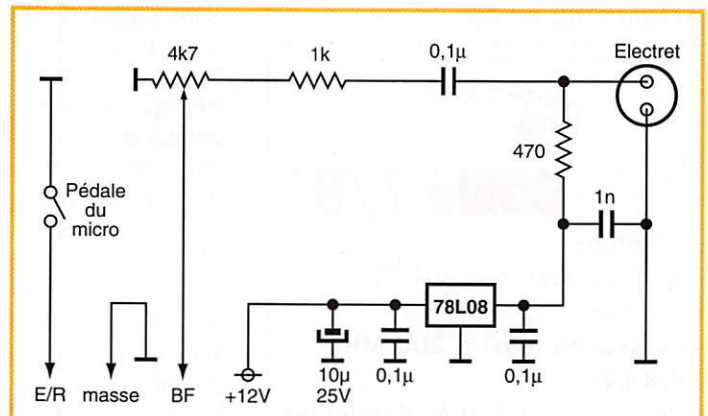 4k7
1k
0,1µ
Electret
470
1n
Pédale
du
micro
78L08
E/R
masse
BF
+12V
10µ
25V
0,1µ
0,1µ